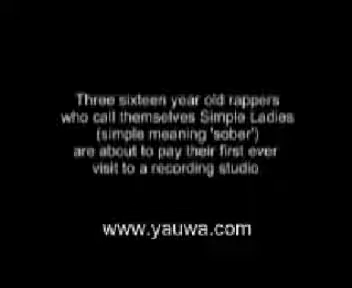 Three sixteen year old rappers
who call themselves Simple Ladies
(simple meaning 'sober')
are about to pay their first ever
visit to a recording studio
www.yauwa.com